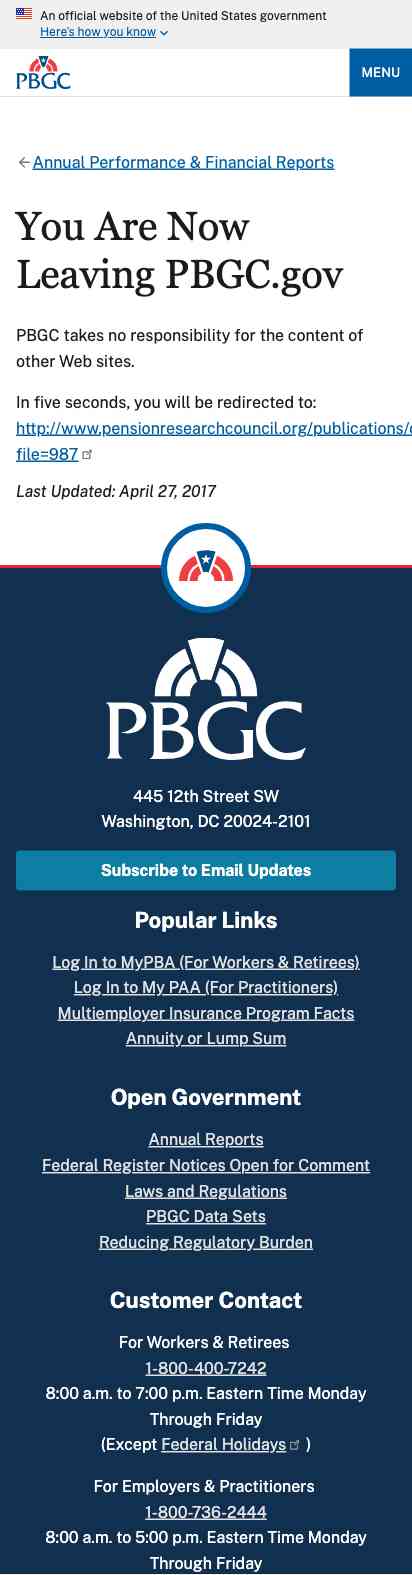 An official website of the United States government
Here's how you know
PBGC
MENU
Annual Performance & Financial Reports
You Are Now
Leaving PBGC.gov
PBGC takes no responsibility for the content of
other Web sites.
In five seconds, you will be redirected to:
http://www.pensionresearchcouncil.org/publications/
file=987
Last Updated: April 27, 2017
PBGC
445 12th Street SW
Washington, DC 20024-2101
Subscribe to Email Updates
Popular Links
Log In to MyPBA (For Workers & Retirees)
Log In to My PAA (For Practitioners)
Multiemployer Insurance Program Facts
Annuity or Lump Sum
Open Government
Annual Reports
Federal Register Notices Open for Comment
Laws and Regulations
PBGC Data Sets
Reducing Regulatory Burden
Customer Contact
For Workers & Retirees
1-800-400-7242
8:00 a.m. to 7:00 p.m. Eastern Time Monday
Through Friday
(Except Federal Holidays )
For Employers & Practitioners
1-800-736-2444
8:00 a.m. to 5:00 p.m. Eastern Time Monday
Through Friday